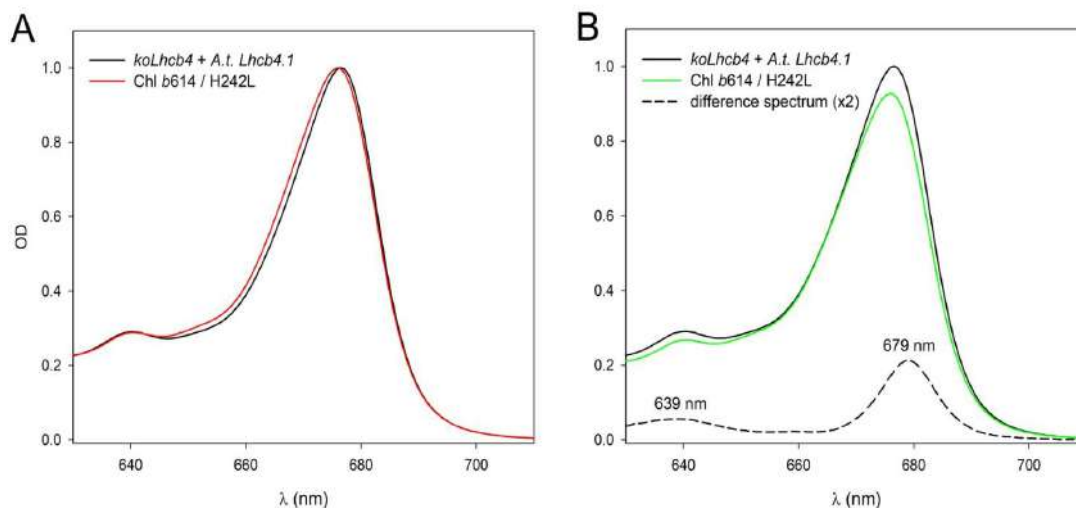 A
koLhcb4 + A.t. Lhcb4.1
Chl b614 / H242L
1.0
0.8
0.6
0.4
0.2
0.0
OD
640
660
680
700
λ (nm)
B
koLhcb4 + A.t. Lhcb4.1
Chl b614 / H242L
difference spectrum (x2)
1.0
0.8
0.6
0.4
0.2
0.0
679 nm
639 nm
640
660
680
700
λ (nm)